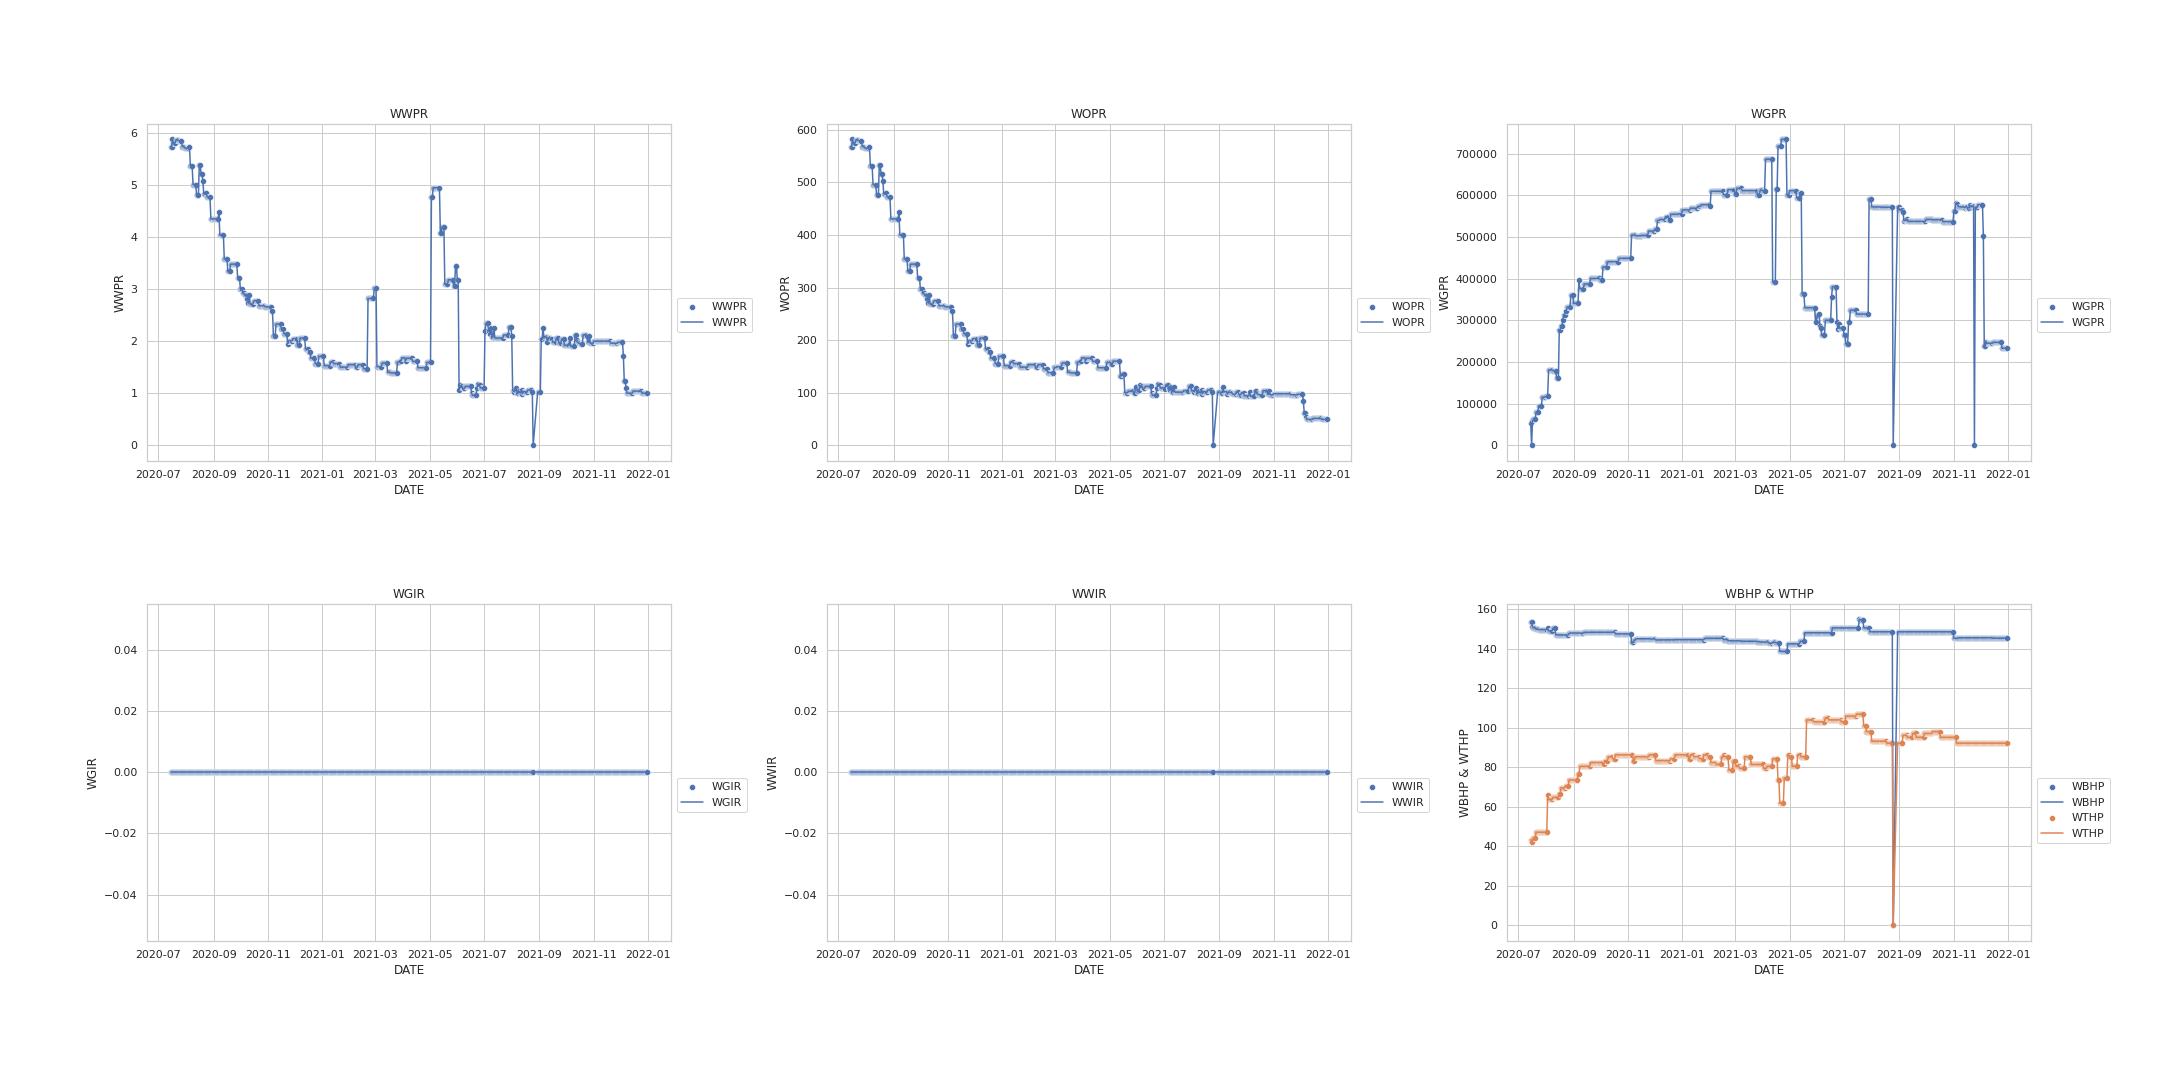 WWPR
6
5
4
3
2
1
0
WWPR
2020-07 2020-09 2020-11 2021-01 2021-03 2021-05 2021-07 2021-09 2021-11 2022-01
DATE
WWPR
WWPR
WOPR
600
500
400
300
200
100
0
WOPR
2020-07 2020-09 2020-11 2021-01 2021-03 2021-05 2021-07 2021-09 2021-11 2022-01
DATE
WOPR
WOPR
WGPR
700000
600000
500000
400000
300000
200000
100000
0
WGPR
2020-07 2020-09 2020-11 2021-01 2021-03 2021-05 2021-07 2021-09 2021-11 2022-01
DATE
WGPR
WGPR
WGIR
0.04
0.02
0.00
−0.02
−0.04
WGIR
2020-07 2020-09 2020-11 2021-01 2021-03 2021-05 2021-07 2021-09 2021-11 2022-01
DATE
WGIR
WGIR
WWIR
0.04
0.02
0.00
−0.02
−0.04
WWIR
2020-07 2020-09 2020-11 2021-01 2021-03 2021-05 2021-07 2021-09 2021-11 2022-01
DATE
WWIR
WWIR
WBHP & WTHP
160
140
120
100
80
60
40
20
0
WBHP & WTHP
2020-07 2020-09 2020-11 2021-01 2021-03 2021-05 2021-07 2021-09 2021-11 2022-01
DATE
WBHP
WBHP
WTHP
WTHP